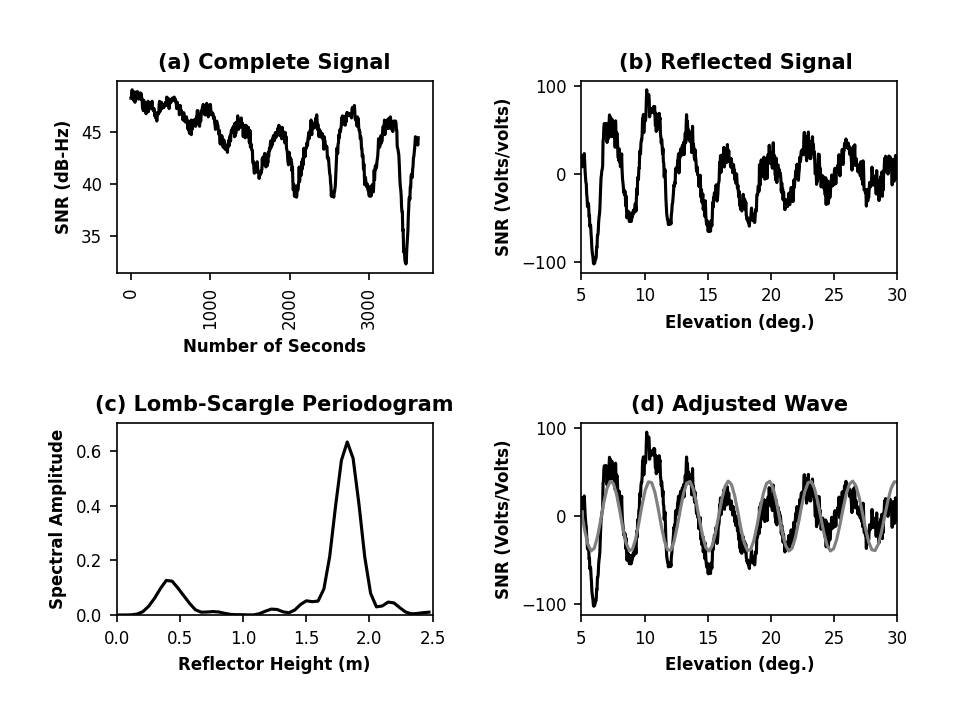 (a) Complete Signal
SNR (dB-Hz)
45
40
35
0
1000
2000
3000
Number of Seconds
(b) Reflected Signal
SNR (Volts/volts)
100
0
−100
5
10
15
20
25
30
Elevation (deg.)
(c) Lomb-Scargle Periodogram
Spectral Amplitude
0.6
0.4
0.2
0.0
0.0
0.5
1.0
1.5
2.0
2.5
Reflector Height (m)
(d) Adjusted Wave
SNR (Volts/Volts)
100
0
−100
5
10
15
20
25
30
Elevation (deg.)